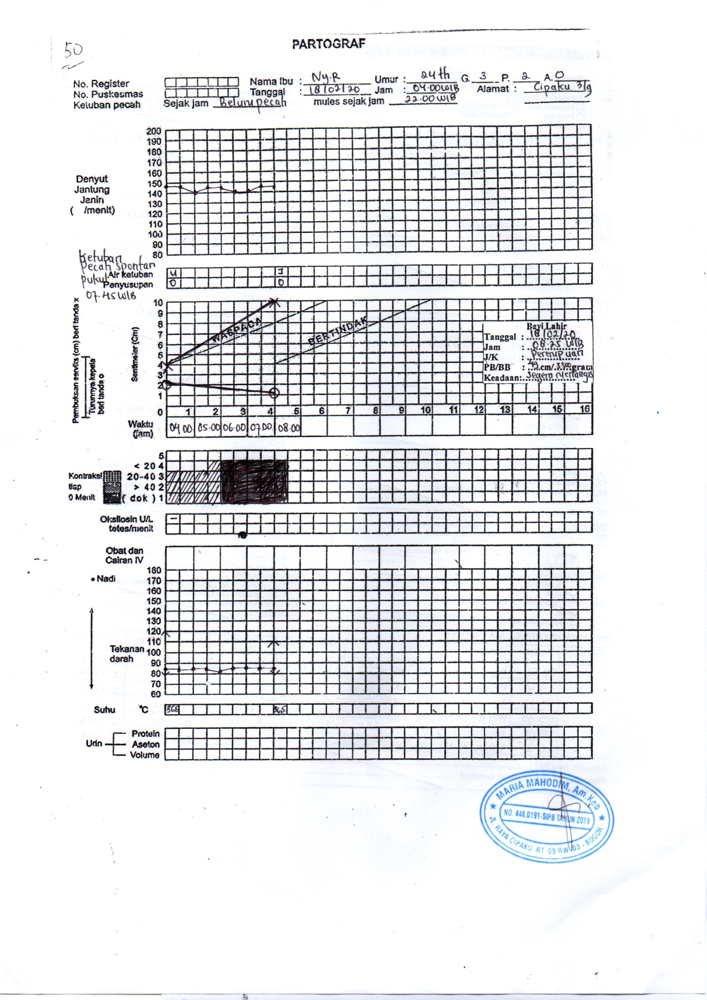 50
PARTOGRAF
No. Register Nama Ibu : Ny.R Umur : 24th G. 3 P. 2 A. 0
No. Puskesmas Tanggal : 18/02/20 Jam : 04.00WIB Alamat : Cipaku 3/9
Ketuban pecah Sejak jam Belum pecah mules sejak jam 22.00 WIB
200
190
180
170
160
150
140
130
120
110
100
90
80
Denyut
Jantung
Janin
( /menit)
ketuban
Pecah spontan
pukul
07.45 WIB
Air ketuban U J
Penyusupan 0 0
Pembukaan serviks (cm) beri tanda x
Turunnya kepala
beri tanda o
Sentimeter (Cm)
10
9
8
7
6
5
4
3
2
1
0
WASPADA
BERTINDAK
Bayi Lahir
Tanggal : 18/02/20
Jam : 08.25 WIB
J/K : Perempuan
PB/BB : 49 cm/ 3500 gram
Keadaan: Segera menangis
1 2 3 4 5 6 7 8 9 10 11 12 13 14 15 16
Waktu
(jam)
04.00 05.00 06.00 07.00 08.00
Kontraksi
tiap
0 Menit
5
< 20 4
20-40 3
> 40 2
( dok ) 1
Oksitosin U/L -
tetes/menit
Obat dan
Cairan IV
• Nadi
Tekanan
darah
180
170
160
150
140
130
120
110
100
90
80
70
60
Suhu °C 365 365
Urin
Protein
Aseton
Volume
MARIA MAHODIM, Am.Keb
NO. 446.0191-SIPB TAHUN 2019
JL RAYA CIPAKU RT 05 RW 03 - BOGOR